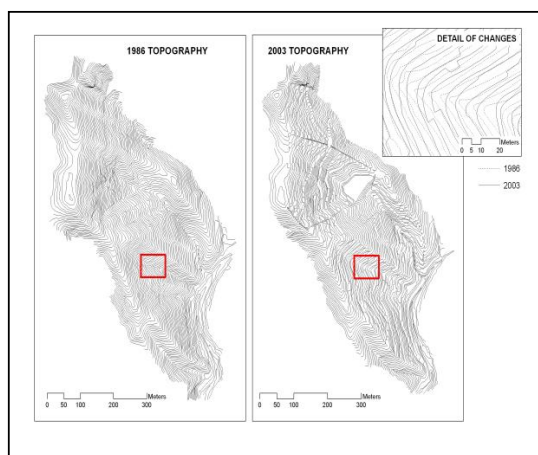 1986 TOPOGRAPHY
2003 TOPOGRAPHY
DETAIL OF CHANGES
Meters
0 5 10 20
1986
2003
Meters
0 50 100 200 300
Meters
0 50 100 200 300